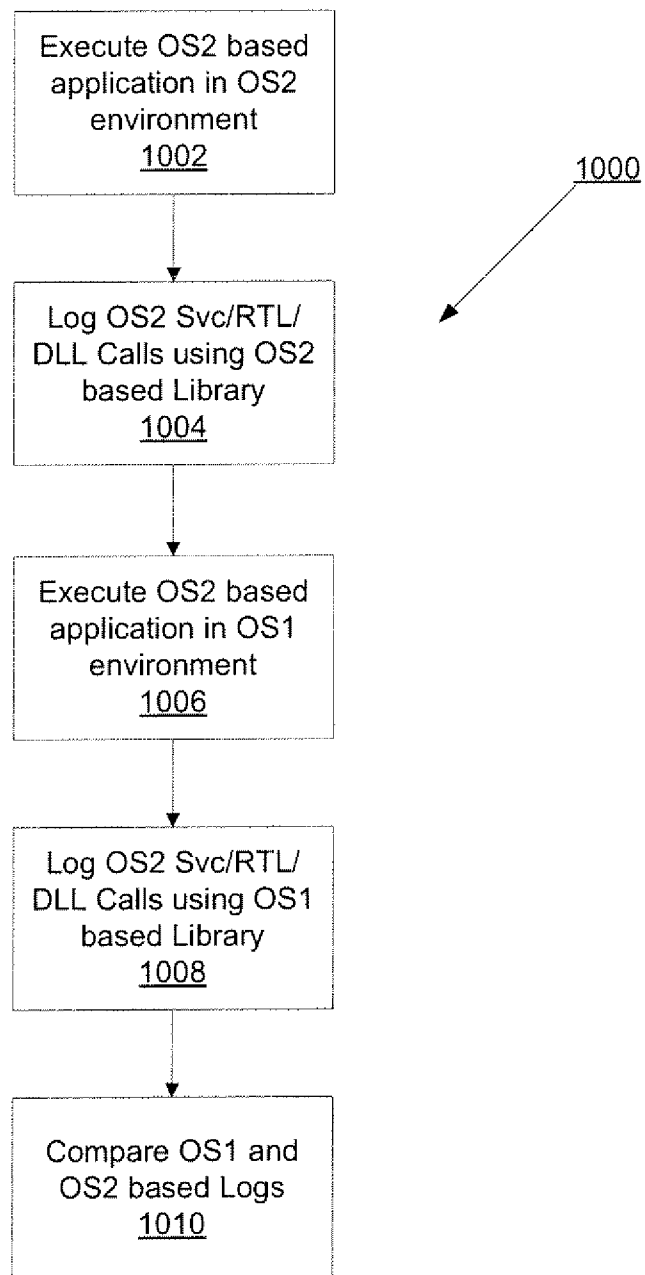 Execute OS2 based
application in OS2
environment
1002
1000
Log OS2 Svc/RTL/
DLL Calls using OS2
based Library
1004
Execute OS2 based
application in OS1
environment
1006
Log OS2 Svc/RTL/
DLL Calls using OS1
based Library
1008
Compare OS1 and
OS2 based Logs
1010